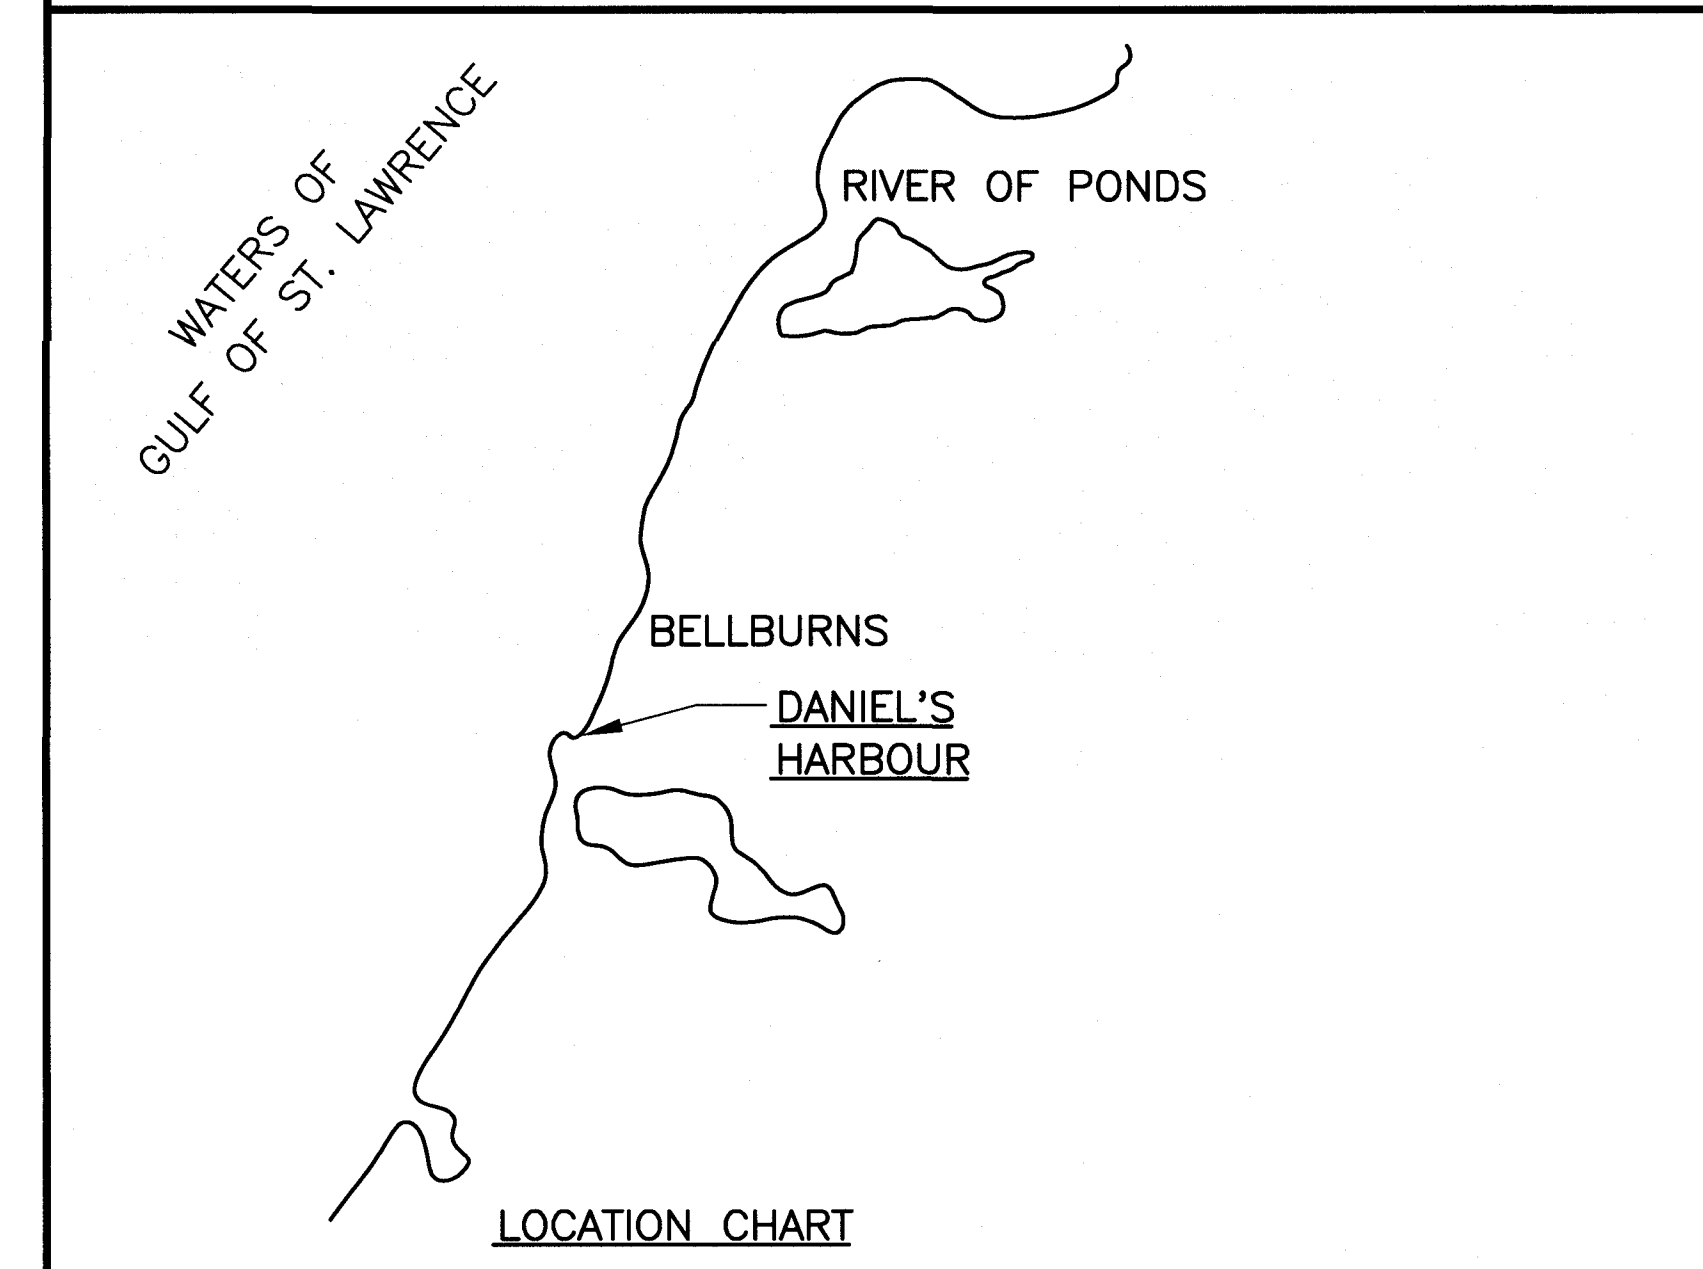 WATERS OF
GULF OF ST. LAWRENCE
RIVER OF PONDS
BELLBURNS
DANIEL'S
HARBOUR
LOCATION CHART